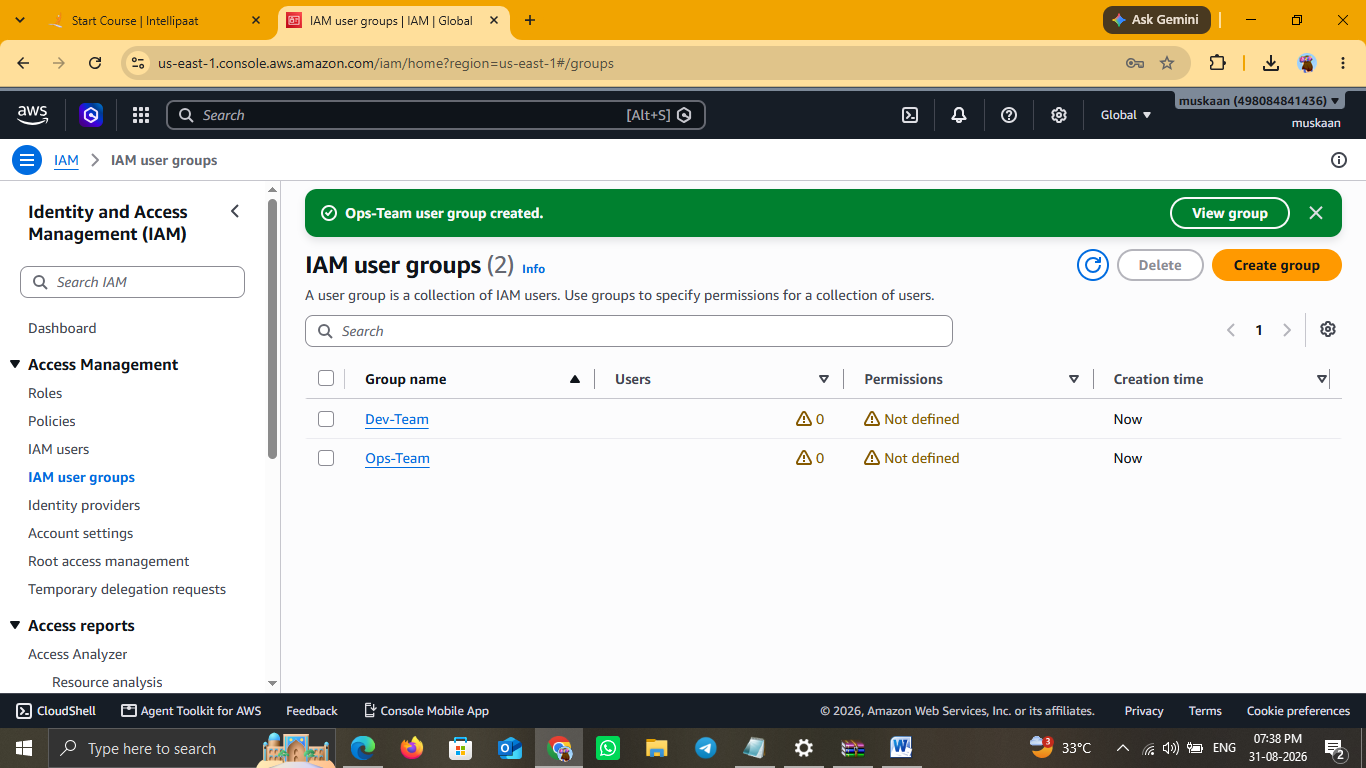 Start Course | Intellipaat
IAM user groups | IAM | Global
Ask Gemini
us-east-1.console.aws.amazon.com/iam/home?region=us-east-1#/groups
aws
Search
[Alt+S]
Global
muskaan (498084841436)
muskaan
IAM
IAM user groups
Identity and Access
Management (IAM)
Search IAM
Dashboard
Access Management
Roles
Policies
IAM users
IAM user groups
Identity providers
Account settings
Root access management
Temporary delegation requests
Access reports
Access Analyzer
Resource analysis
Ops-Team user group created.
View group
IAM user groups (2) Info
Delete
Create group
A user group is a collection of IAM users. Use groups to specify permissions for a collection of users.
Search
1
Group name Users Permissions Creation time
Dev-Team 0 Not defined Now
Ops-Team 0 Not defined Now
CloudShell Agent Toolkit for AWS Feedback Console Mobile App © 2026, Amazon Web Services, Inc. or its affiliates. Privacy Terms Cookie preferences
Type here to search
3
33°C
ENG
07:38 PM
31-08-2026
2